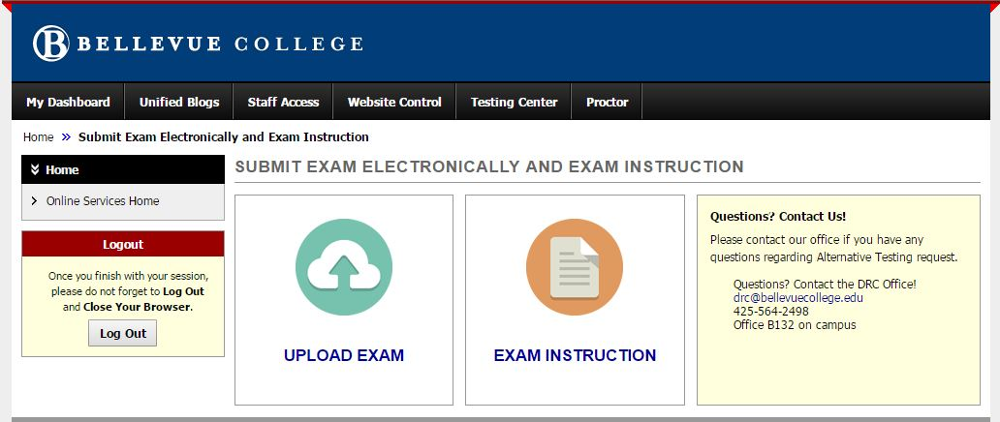 BELLEVUE COLLEGE
My Dashboard Unified Blogs Staff Access Website Control Testing Center Proctor
Home » Submit Exam Electronically and Exam Instruction
Home
Online Services Home
Logout
Once you finish with your session,
please do not forget to Log Out
and Close Your Browser.
Log Out
SUBMIT EXAM ELECTRONICALLY AND EXAM INSTRUCTION
UPLOAD EXAM
EXAM INSTRUCTION
Questions? Contact Us!
Please contact our office if you have any
questions regarding Alternative Testing request.
Questions? Contact the DRC Office!
drc@bellevuecollege.edu
425-564-2498
Office B132 on campus